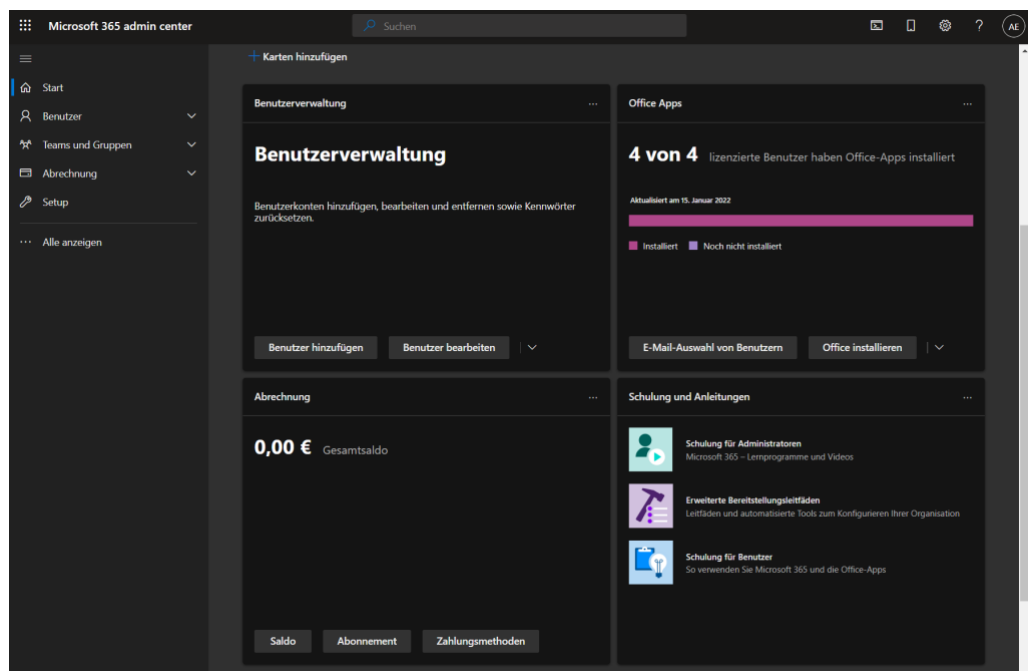 Microsoft 365 admin center
Suchen
?
AE
Karten hinzufügen
Start
Benutzer
Teams und Gruppen
Abrechnung
Setup
Alle anzeigen
Benutzerverwaltung
Benutzerverwaltung
Benutzerkonten hinzufügen, bearbeiten und entfernen sowie Kennwörter
zurücksetzen.
Benutzer hinzufügen
Benutzer bearbeiten
Office Apps
4 von 4 lizenzierte Benutzer haben Office-Apps installiert
Aktualisiert am 15. Januar 2022
Installiert
Noch nicht installiert
E-Mail-Auswahl von Benutzern
Office installieren
Abrechnung
0,00 € Gesamtsaldo
Saldo
Abonnement
Zahlungsmethoden
Schulung und Anleitungen
Schulung für Administratoren
Microsoft 365 – Lernprogramme und Videos
Erweiterte Bereitstellungsleitfäden
Leitfäden und automatisierte Tools zum Konfigurieren Ihrer Organisation
Schulung für Benutzer
So verwenden Sie Microsoft 365 und die Office-Apps